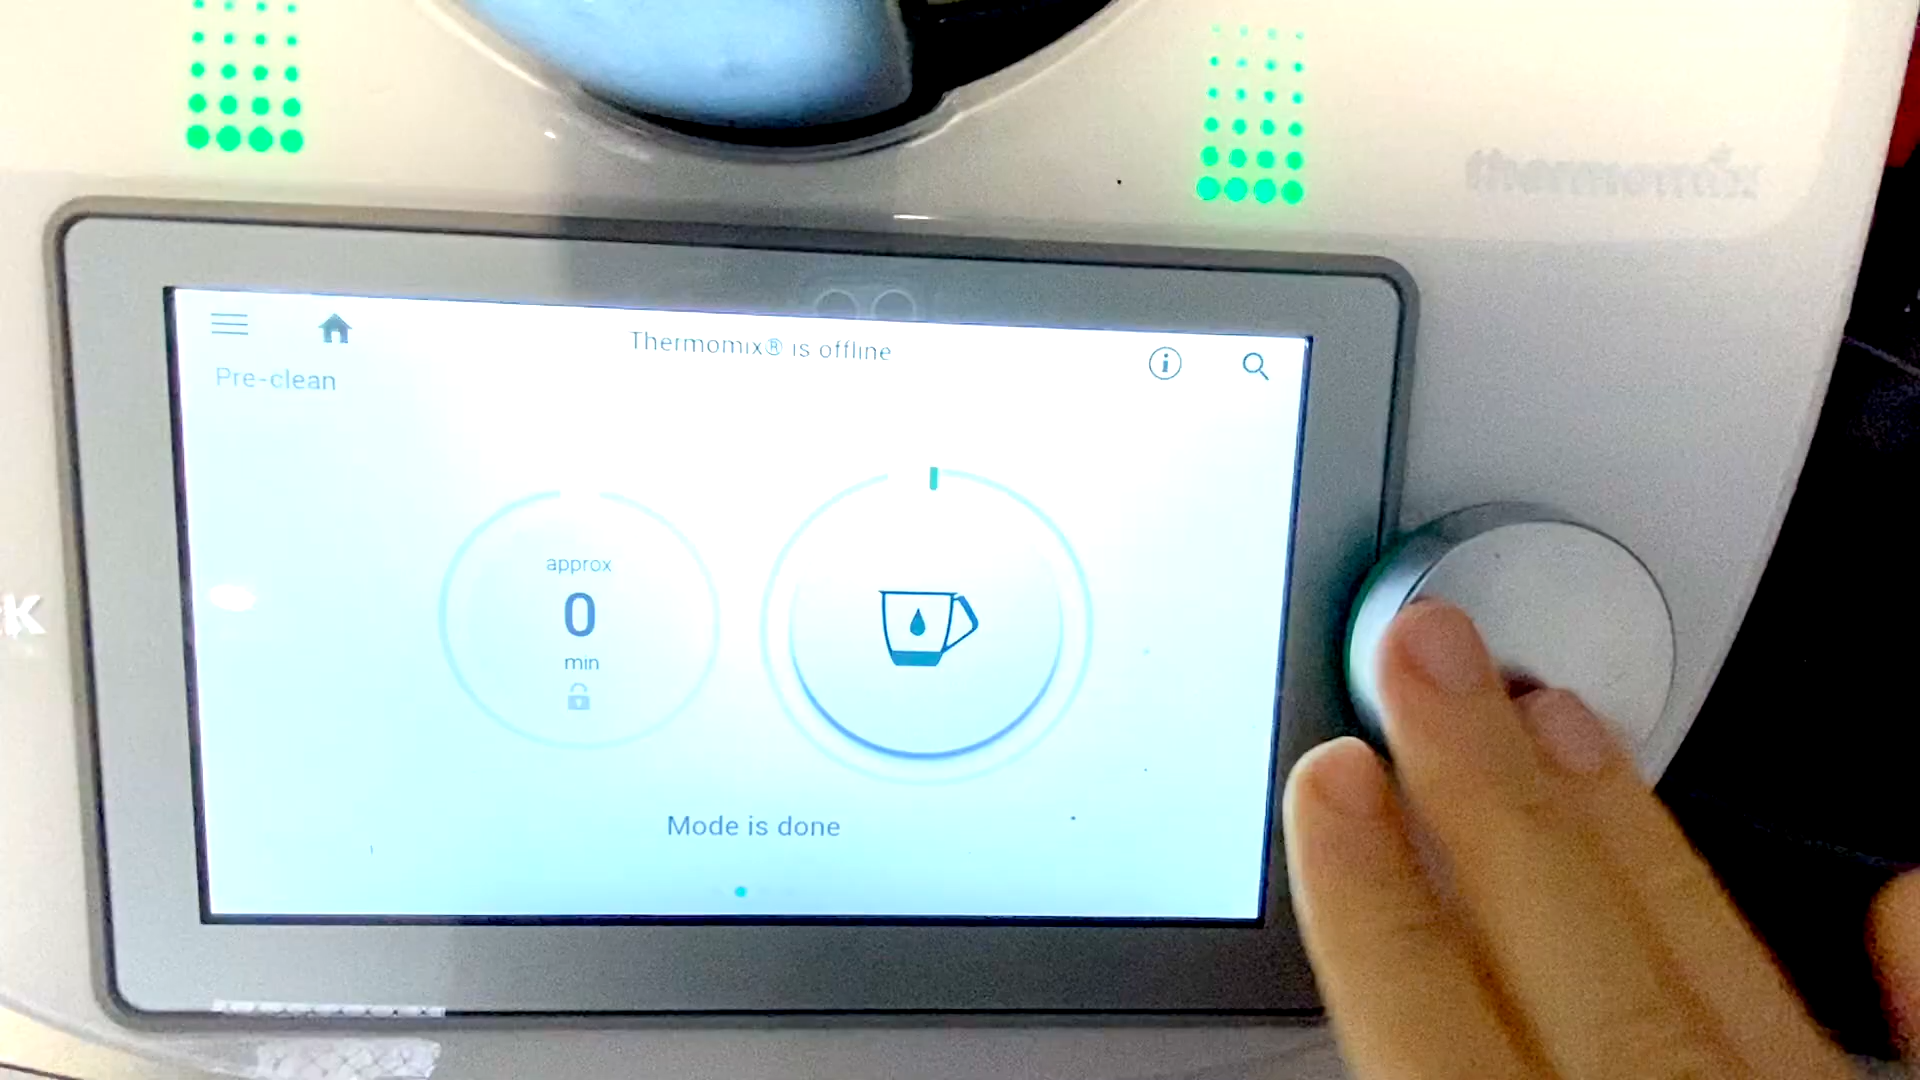 thermomix
Thermomix® is offline
i
Pre-clean
approx
0
min
K
Mode is done